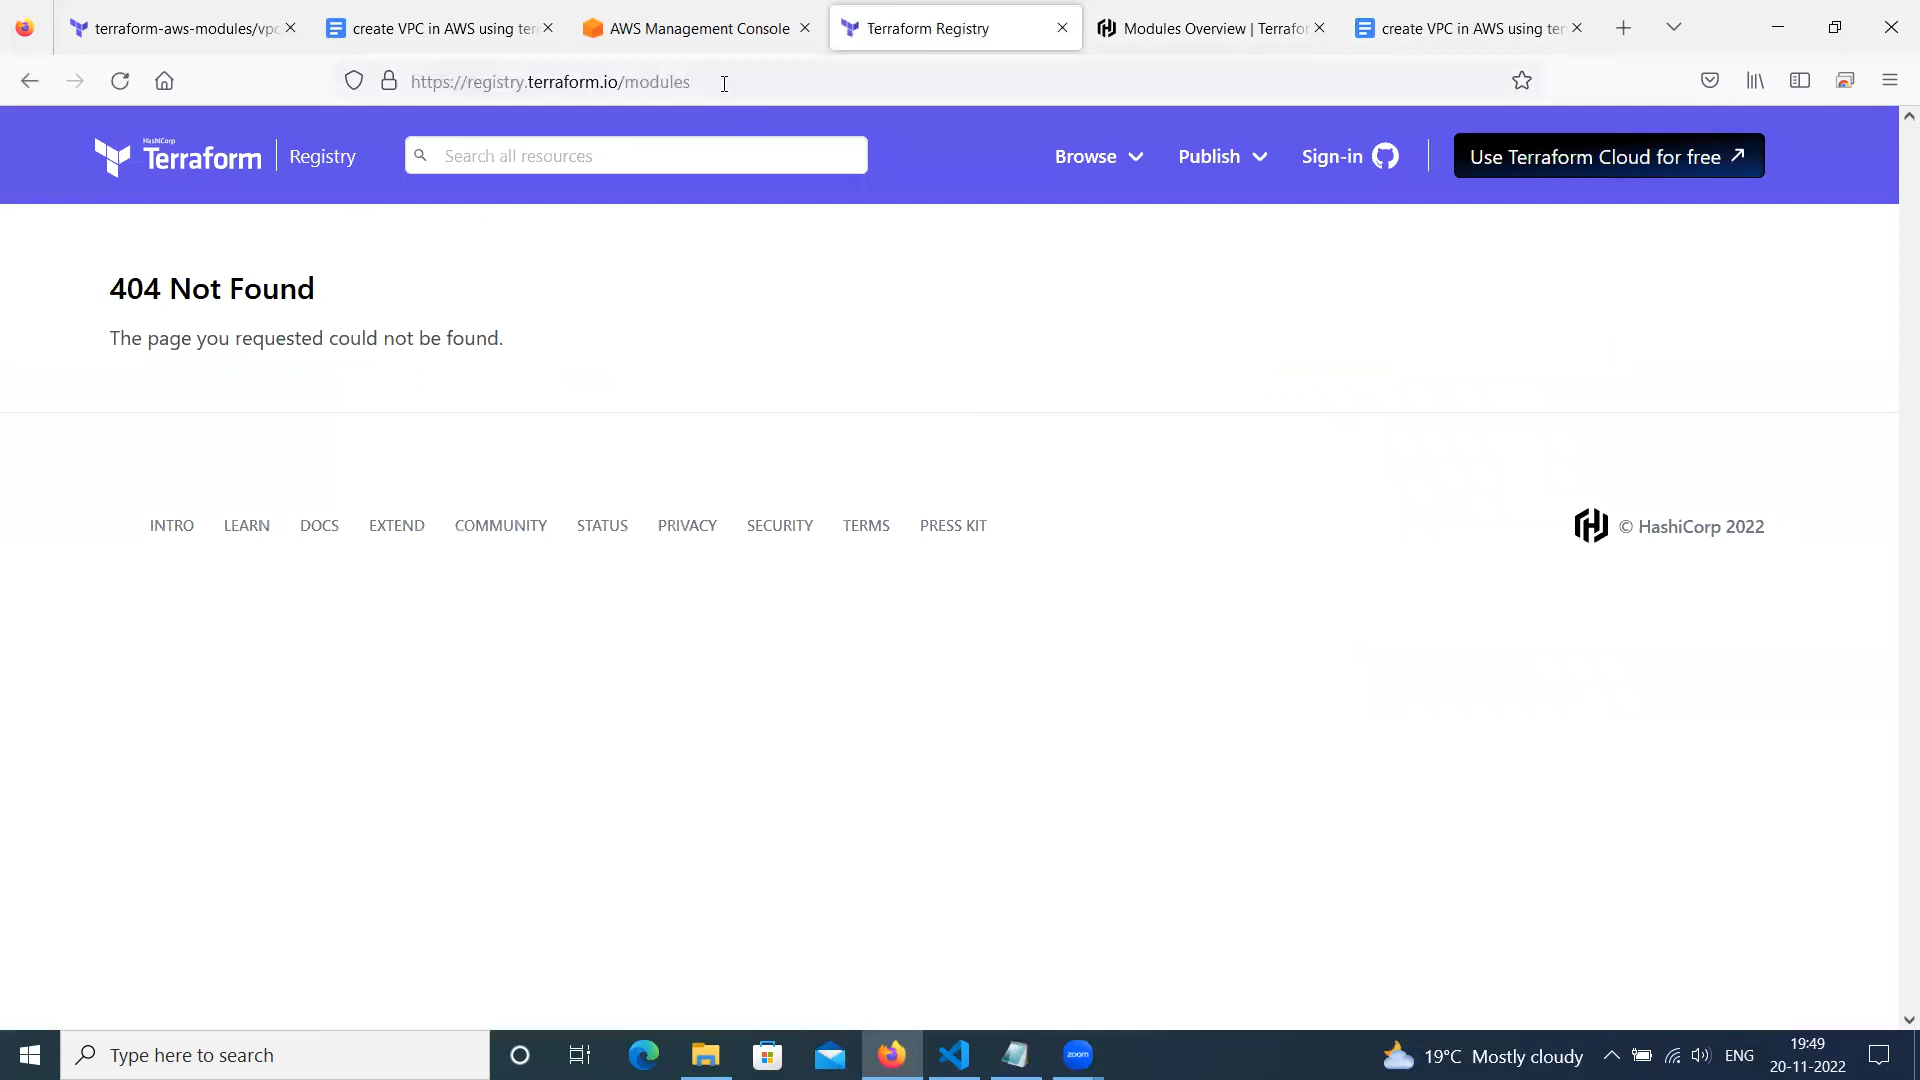 terraform-aws-modules/vpc
create VPC in AWS using ter
AWS Management Console
Terraform Registry
Modules Overview | Terrafor
create VPC in AWS using ter
https://registry.terraform.io/modules
HashiCorp
Terraform
Registry
Search all resources
Browse
Publish
Sign-in
Use Terraform Cloud for free
404 Not Found
The page you requested could not be found.
INTRO LEARN DOCS EXTEND COMMUNITY STATUS PRIVACY SECURITY TERMS PRESS KIT
© HashiCorp 2022
Type here to search
zoom
19°C Mostly cloudy
ENG
19:49
20-11-2022